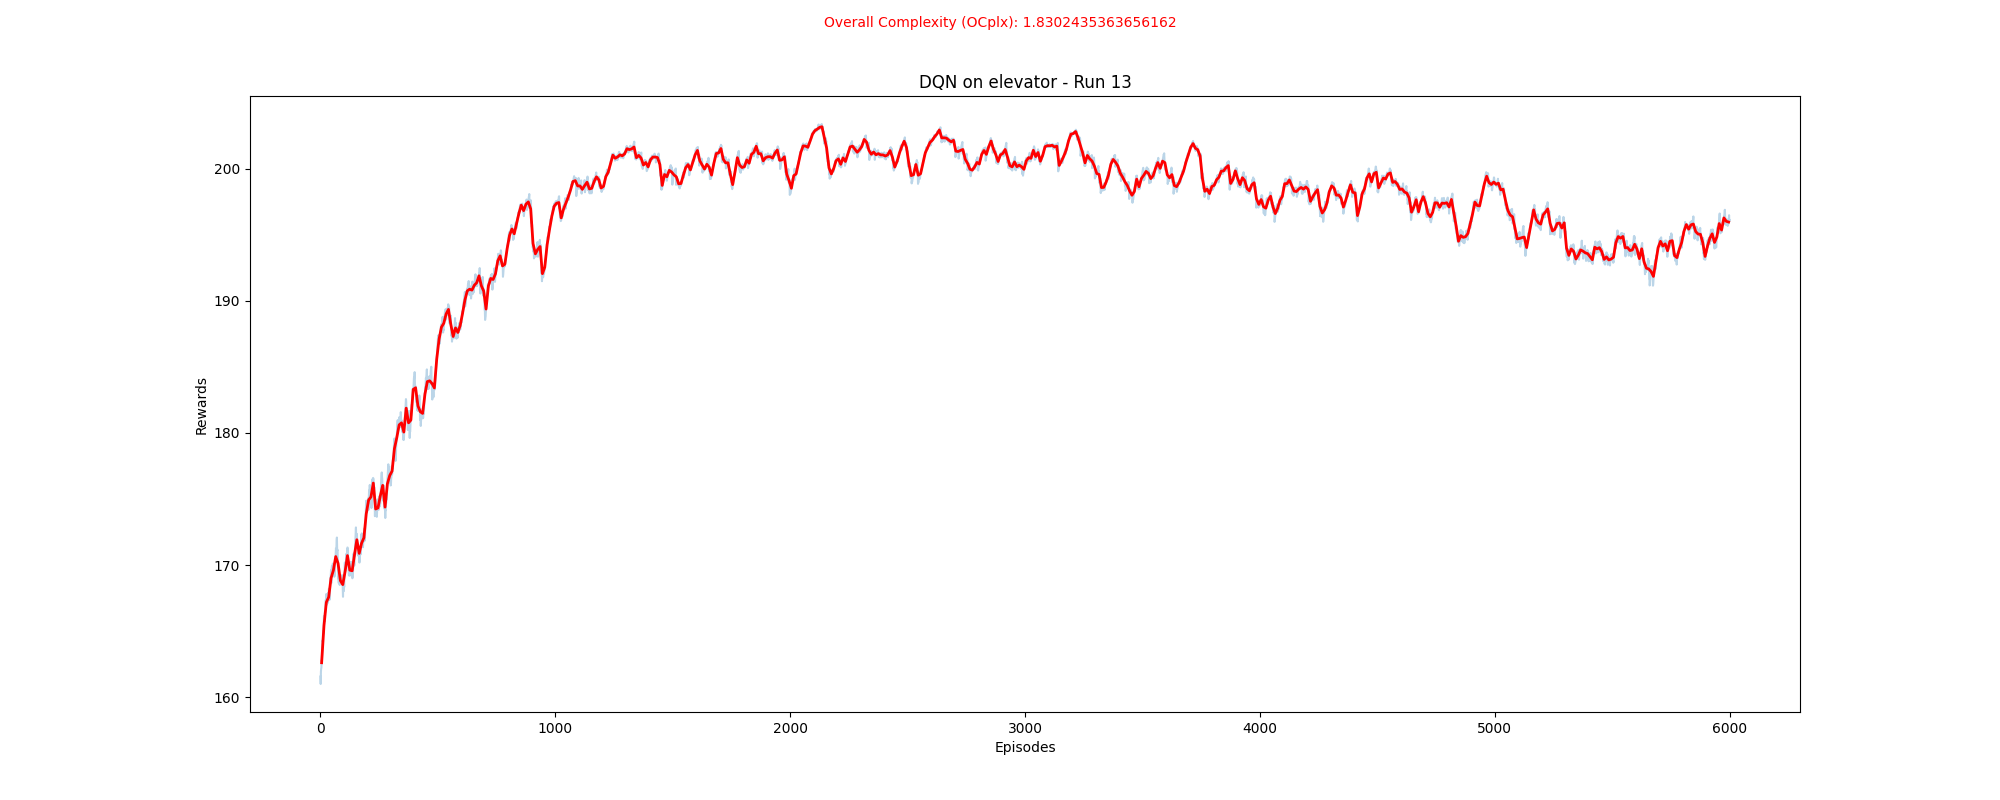 Overall Complexity (OCplx): 1.8302435363656162
DQN on elevator - Run 13
Rewards
200
190
180
170
160
0 1000 2000 3000 4000 5000 6000
Episodes